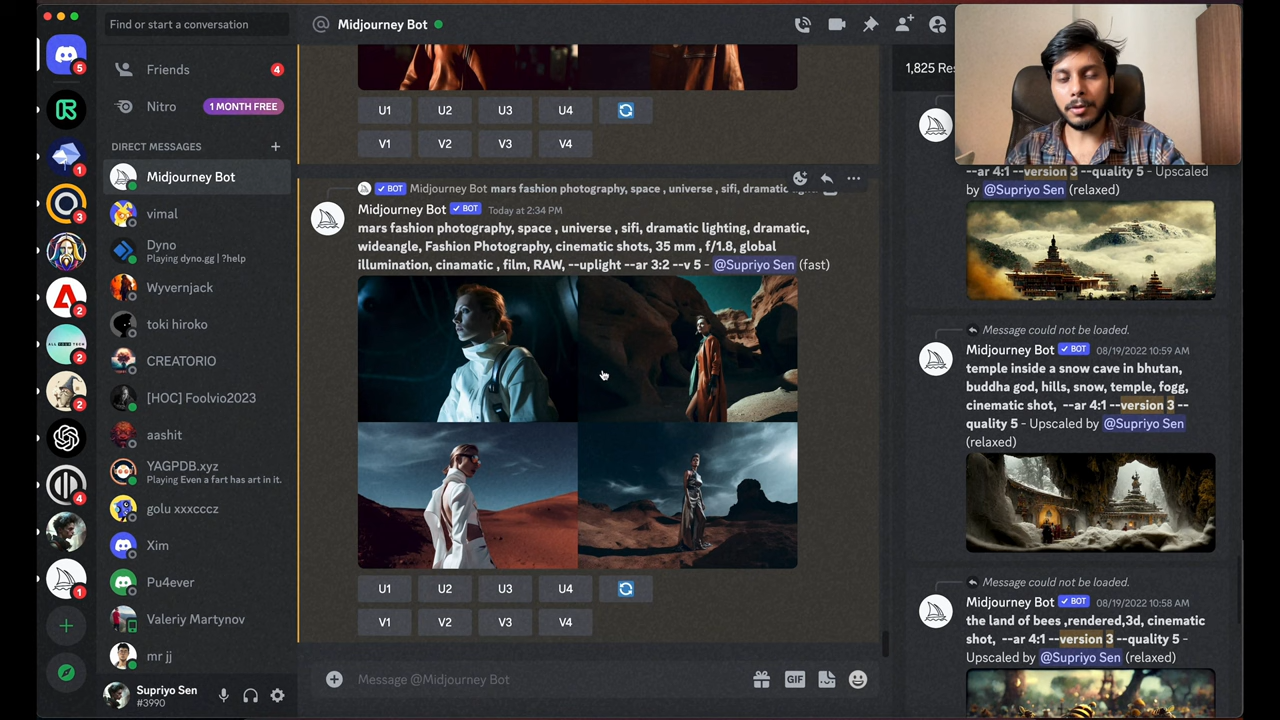 Find or start a conversation
Friends
4
Nitro
1 MONTH FREE
DIRECT MESSAGES
Midjourney Bot
vimal
Dyno
Playing dyno.gg | ?help
Wyvernjack
toki hiroko
CREATORIO
[HOC] Foolvio2023
aashit
YAGPDB.xyz
Playing Even a fart has art in it.
golu xxxcccz
Xim
Pu4ever
Valeriy Martynov
mr jj
Supriyo Sen
#3990
5
1
3
2
2
2
4
1
Midjourney Bot
U1 U2 U3 U4
V1 V2 V3 V4
BOT Midjourney Bot mars fashion photography, space , universe , sifi, dramatic
Midjourney Bot BOT Today at 2:34 PM
mars fashion photography, space , universe , sifi, dramatic lighting, dramatic,
wideangle, Fashion Photography, cinematic shots, 35 mm , f/1.8, global
illumination, cinamatic , film, RAW, --uplight --ar 3:2 --v 5 - @Supriyo Sen (fast)
U1 U2 U3 U4
V1 V2 V3 V4
Message @Midjourney Bot
GIF
1,825 Res
--ar 4:1 --version 3 --quality 5 - Upscaled
by @Supriyo Sen (relaxed)
Message could not be loaded.
Midjourney Bot BOT 08/19/2022 10:59 AM
temple inside a snow cave in bhutan,
buddha god, hills, snow, temple, fogg,
cinematic shot, --ar 4:1 --version 3 --
quality 5 - Upscaled by @Supriyo Sen
(relaxed)
Message could not be loaded.
Midjourney Bot BOT 08/19/2022 10:58 AM
the land of bees ,rendered,3d, cinematic
shot, --ar 4:1 --version 3 --quality 5 -
Upscaled by @Supriyo Sen (relaxed)